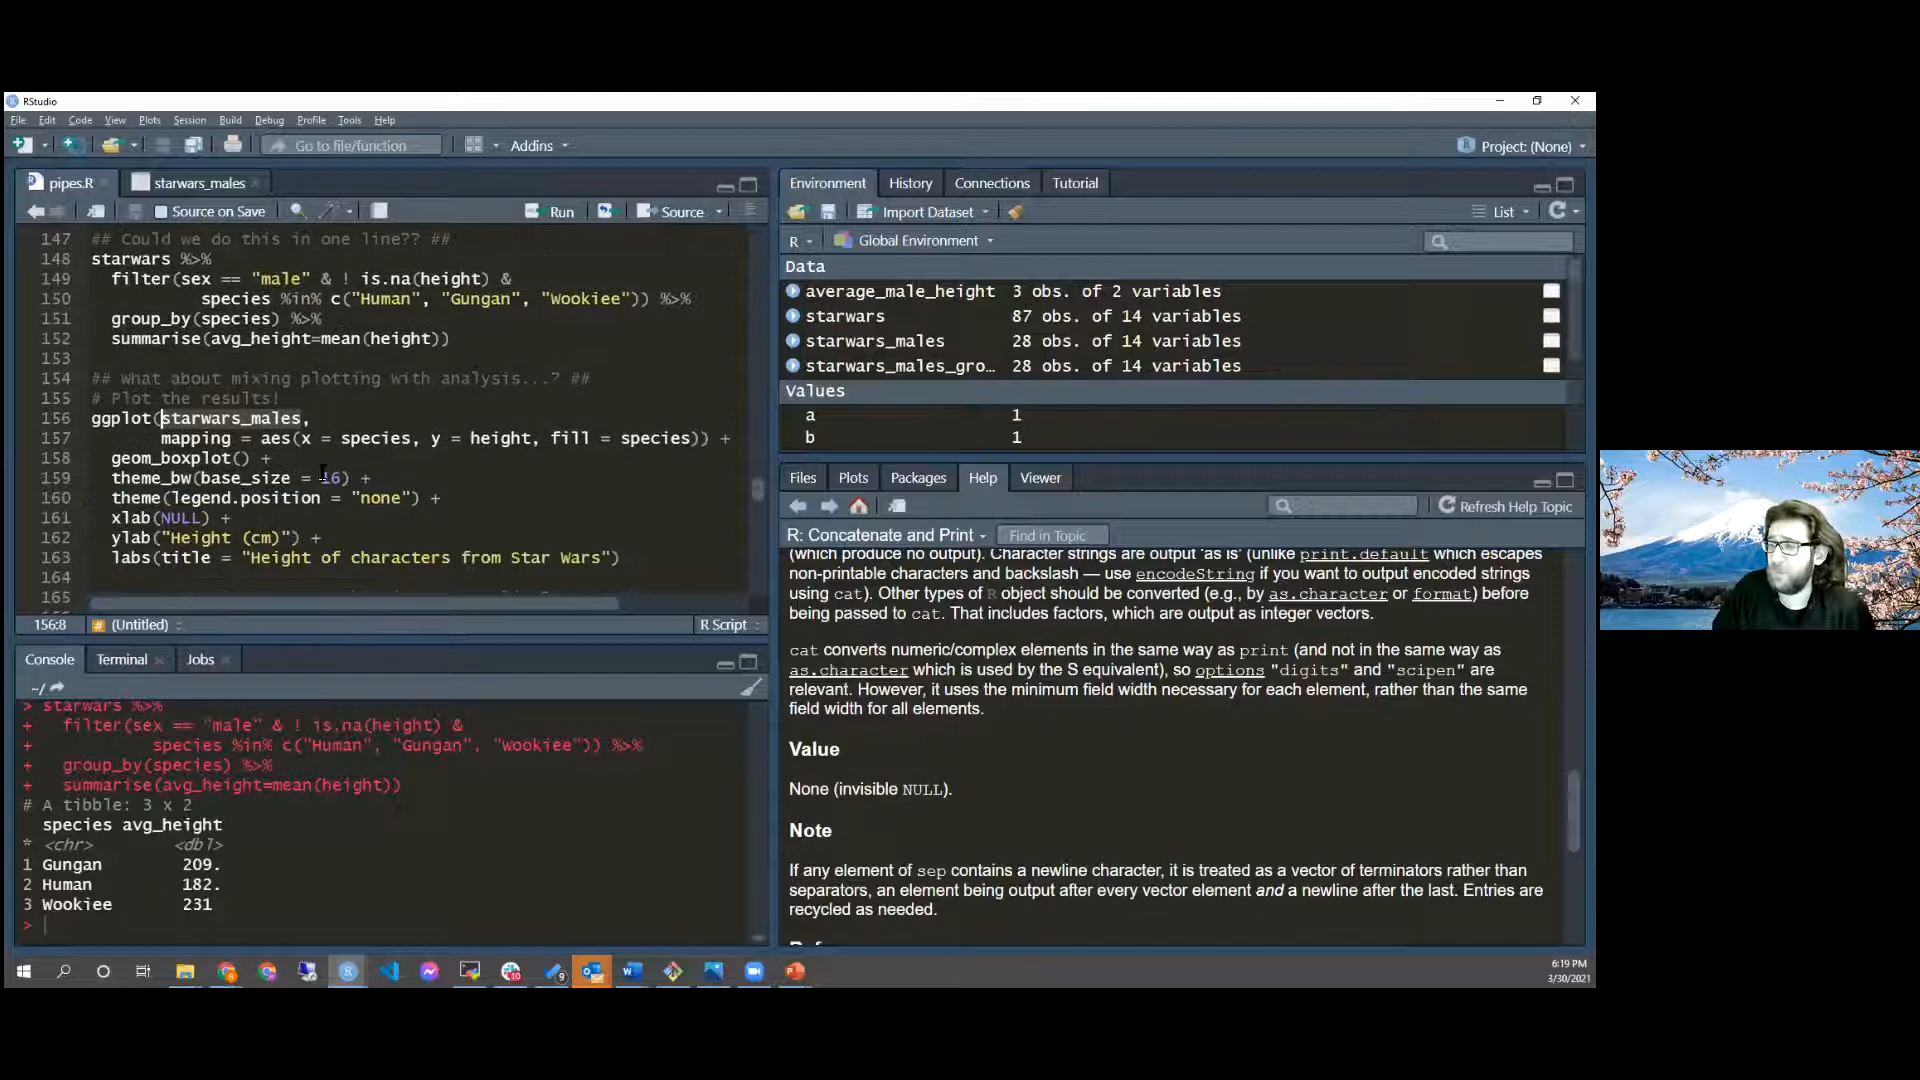 RStudio
File Edit Code View Plots Session Build Debug Profile Tools Help
Go to file/function Addins Project: (None)
pipes.R starwars_males
Source on Save Run Source
147 ## Could we do this in one line?? ##
148 starwars %>%
149 filter(sex == "male" & ! is.na(height) &
150 species %in% c("Human", "Gungan", "Wookiee")) %>%
151 group_by(species) %>%
152 summarise(avg_height=mean(height))
153
154 ## What about mixing plotting with analysis...? ##
155 # Plot the results!
156 ggplot(starwars_males,
157 mapping = aes(x = species, y = height, fill = species)) +
158 geom_boxplot() +
159 theme_bw(base_size = 16) +
160 theme(legend.position = "none") +
161 xlab(NULL) +
162 ylab("Height (cm)") +
163 labs(title = "Height of characters from Star Wars")
164
165
156:8 # (Untitled) R Script
Console Terminal Jobs
~/
> starwars %>%
+ filter(sex == "male" & ! is.na(height) &
+ species %in% c("Human", "Gungan", "Wookiee")) %>%
+ group_by(species) %>%
+ summarise(avg_height=mean(height))
# A tibble: 3 x 2
species avg_height
* <chr> <dbl>
1 Gungan 209.
2 Human 182.
3 Wookiee 231
>
Environment History Connections Tutorial
Import Dataset List
R Global Environment
Data
average_male_height 3 obs. of 2 variables
starwars 87 obs. of 14 variables
starwars_males 28 obs. of 14 variables
starwars_males_gro… 28 obs. of 14 variables
Values
a 1
b 1
Files Plots Packages Help Viewer
Refresh Help Topic
R: Concatenate and Print Find in Topic
(which produce no output). Character strings are output ‘as is’ (unlike print.default which escapes
non-printable characters and backslash — use encodeString if you want to output encoded strings
using cat). Other types of R object should be converted (e.g., by as.character or format) before
being passed to cat. That includes factors, which are output as integer vectors.
cat converts numeric/complex elements in the same way as print (and not in the same way as
as.character which is used by the S equivalent), so options "digits" and "scipen" are
relevant. However, it uses the minimum field width necessary for each element, rather than the same
field width for all elements.
Value
None (invisible NULL).
Note
If any element of sep contains a newline character, it is treated as a vector of terminators rather than
separators, an element being output after every vector element and a newline after the last. Entries are
recycled as needed.
6:19 PM
3/30/2021